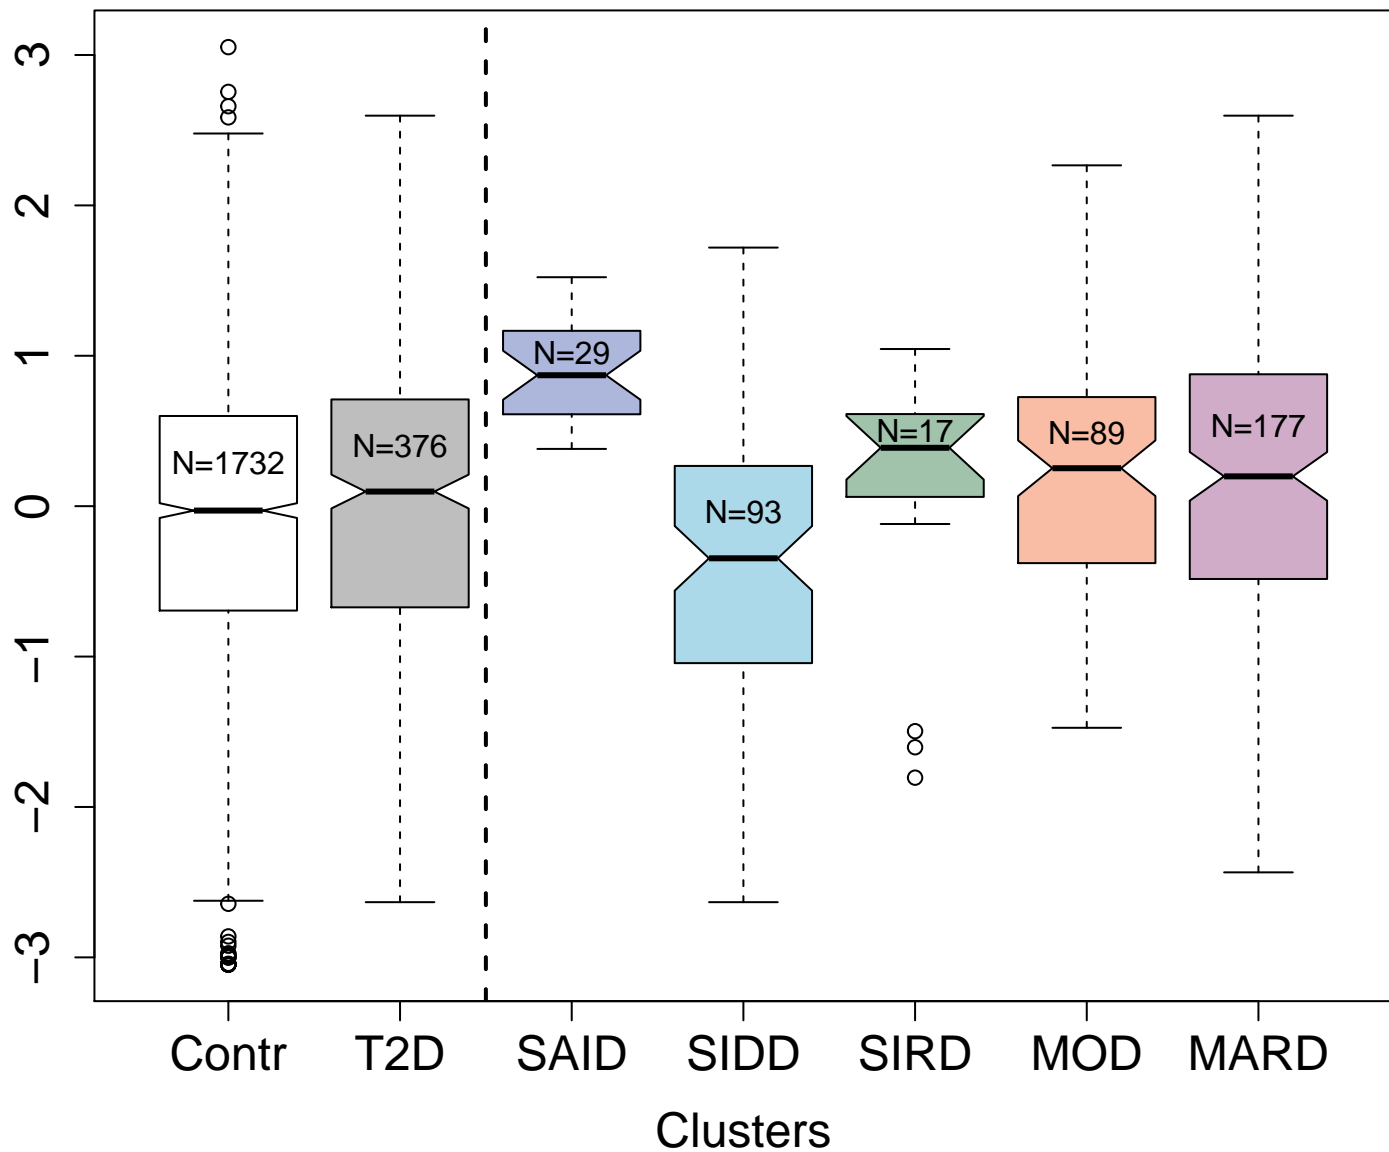 3
2
1
0
−1
−2
−3
N=1732
N=376
N=29
N=93
N=17
N=89
N=177
Contr T2D SAID SIDD SIRD MOD MARD
Clusters